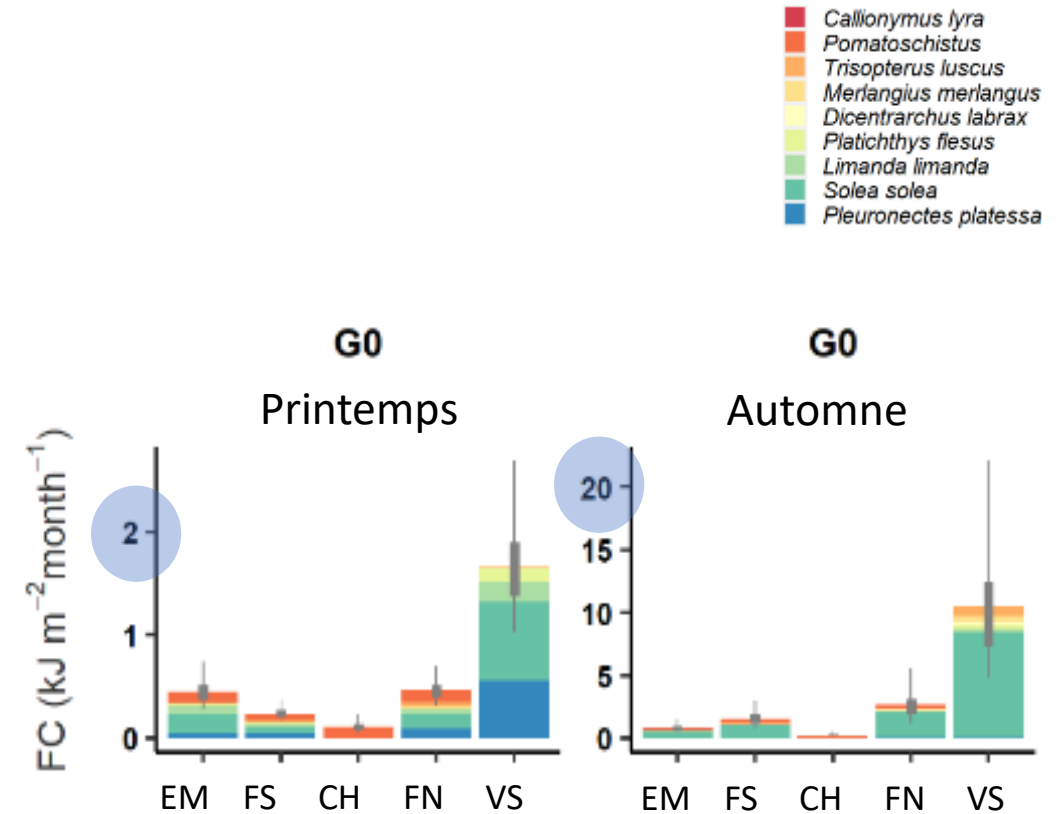 Callionymus lyra
Pomatoschistus
Trisopterus luscus
Merlangius merlangus
Dicentrarchus labrax
Platichthys flesus
Limanda limanda
Solea solea
Pleuronectes platessa
G0
Printemps
G0
Automne
FC (kJ m⁻²month⁻¹)
2
1
0
20
15
10
5
0
EM FS CH FN VS
EM FS CH FN VS